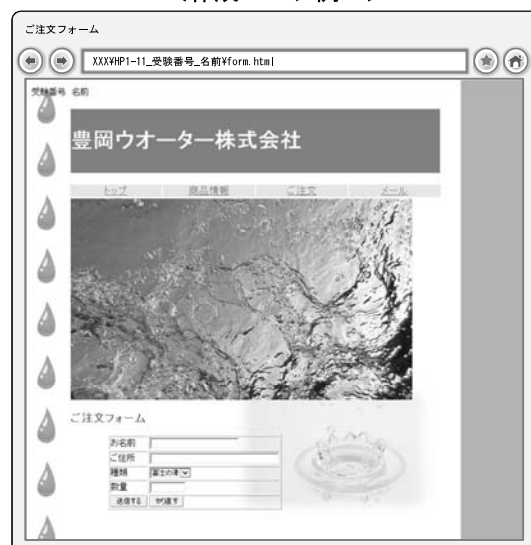 ご注文フォーム
XXX¥HP1-11_受験番号_名前¥form.html
受験番号 名前
豊岡ウオーター株式会社
トップ 商品情報 ご注文 メール
ご注文フォーム
お名前
ご住所
種類 富士の凍
数量
送信する やり直す